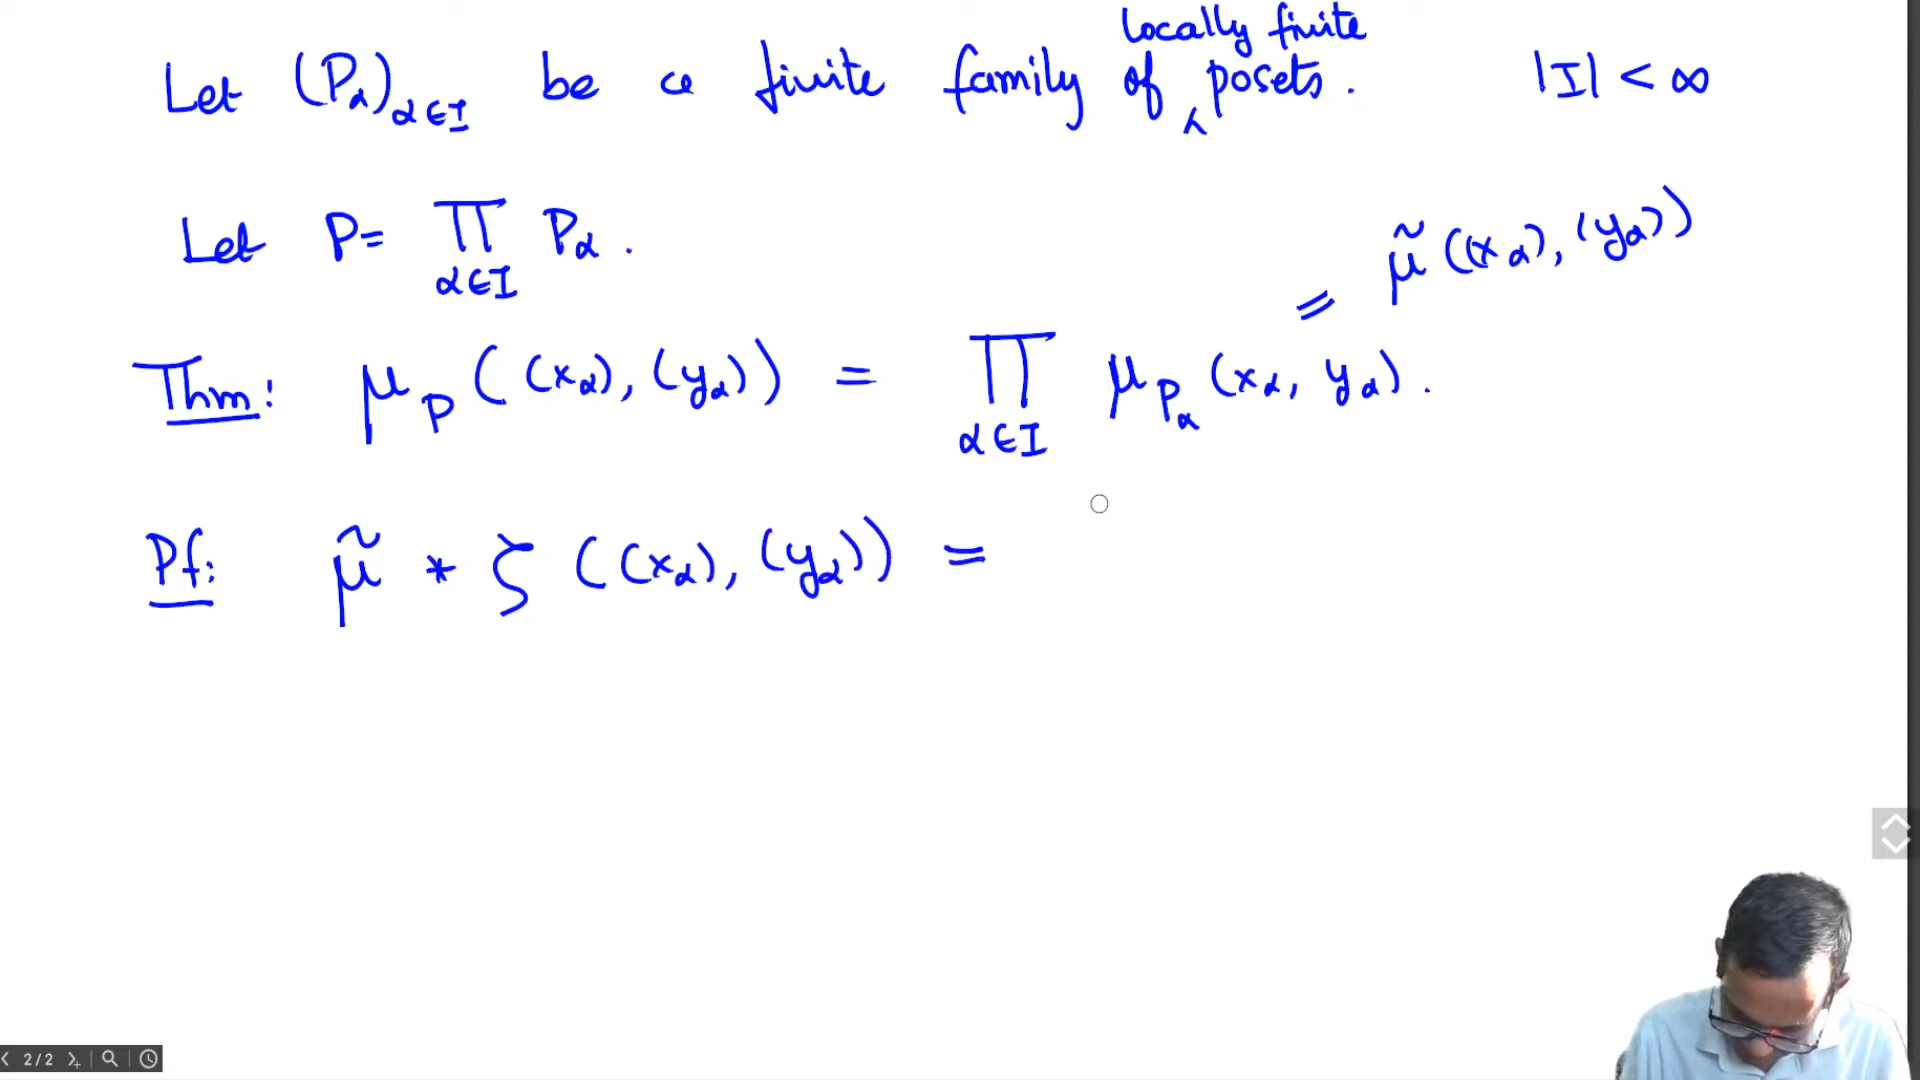 locally finite
Let (P_α)_{α∈I} be a finite family of ‸ posets. |I| < ∞
Let P = ∏_{α∈I} P_α.
= μ̃((x_α), (y_α))
Thm: μ_P((x_α), (y_α)) = ∏_{α∈I} μ_{P_α}(x_α, y_α).
Pf: μ̃ * ζ((x_α), (y_α)) =
2/2